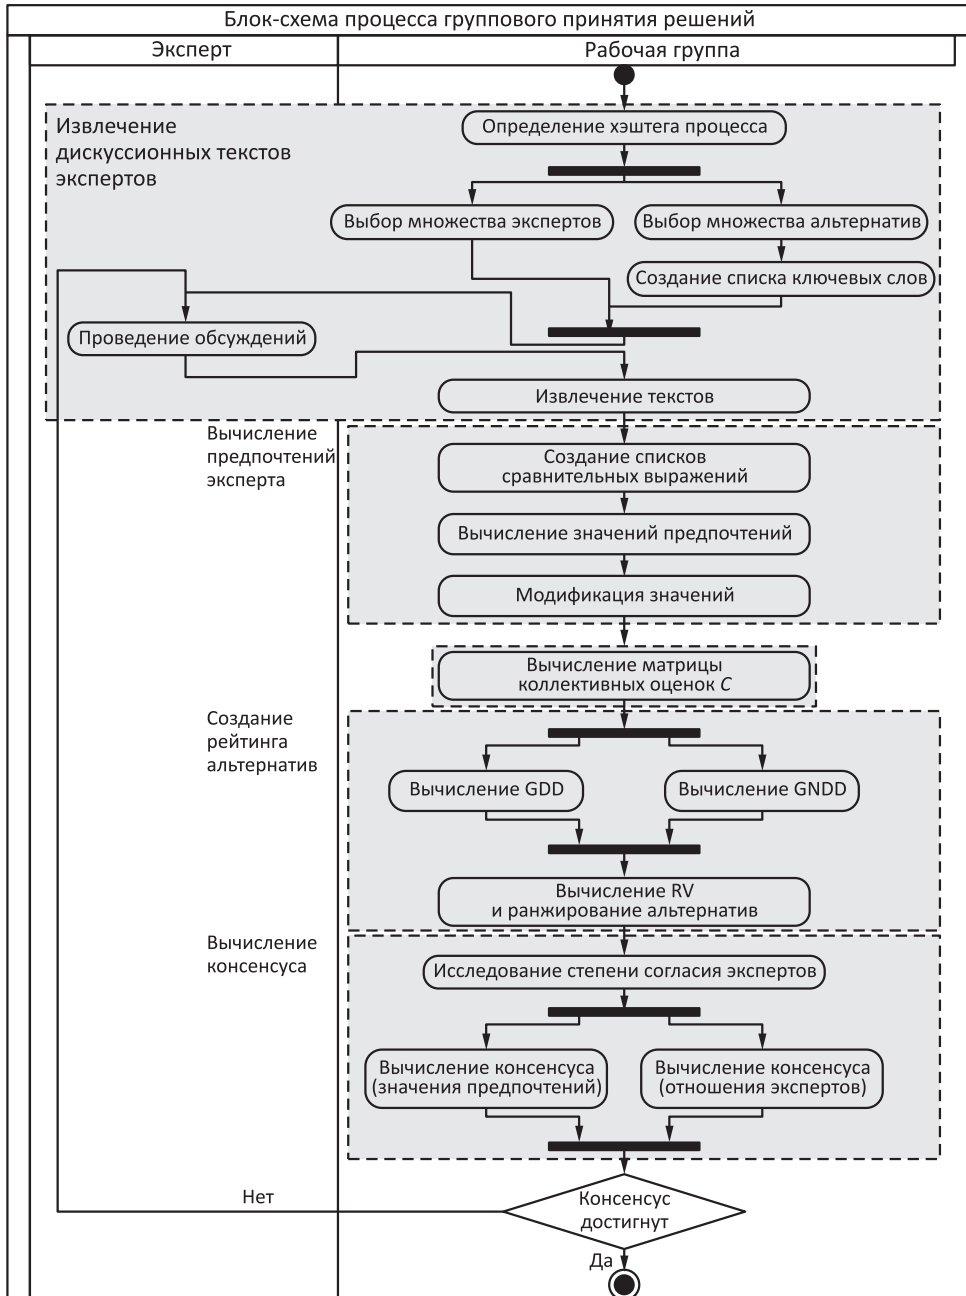 Блок-схема процесса группового принятия решений
Эксперт
Рабочая группа
Извлечение
дискуссионных текстов
экспертов
Определение хэштега процесса
Выбор множества экспертов
Выбор множества альтернатив
Создание списка ключевых слов
Проведение обсуждений
Извлечение текстов
Вычисление
предпочтений
эксперта
Создание списков
сравнительных выражений
Вычисление значений предпочтений
Модификация значений
Вычисление матрицы
коллективных оценок C
Создание
рейтинга
альтернатив
Вычисление GDD
Вычисление GNDD
Вычисление RV
и ранжирование альтернатив
Вычисление
консенсуса
Исследование степени согласия экспертов
Вычисление консенсуса
(значения предпочтений)
Вычисление консенсуса
(отношения экспертов)
Нет
Консенсус
достигнут
Да